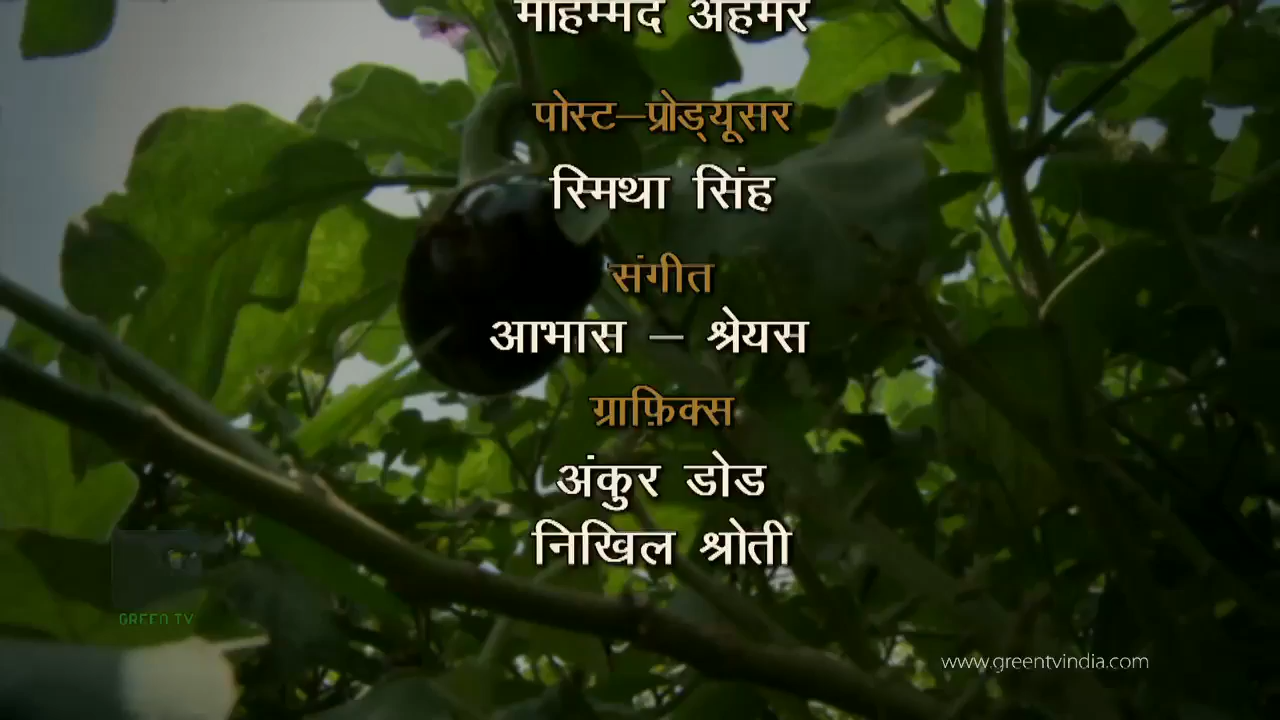 मोहम्मद अहमर
पोस्ट–प्रोड्यूसर
स्मिथा सिंह
संगीत
आभास – श्रेयस
ग्राफ़िक्स
अंकुर डोड
निखिल श्रोती
GREEN TV
www.greentvindia.com